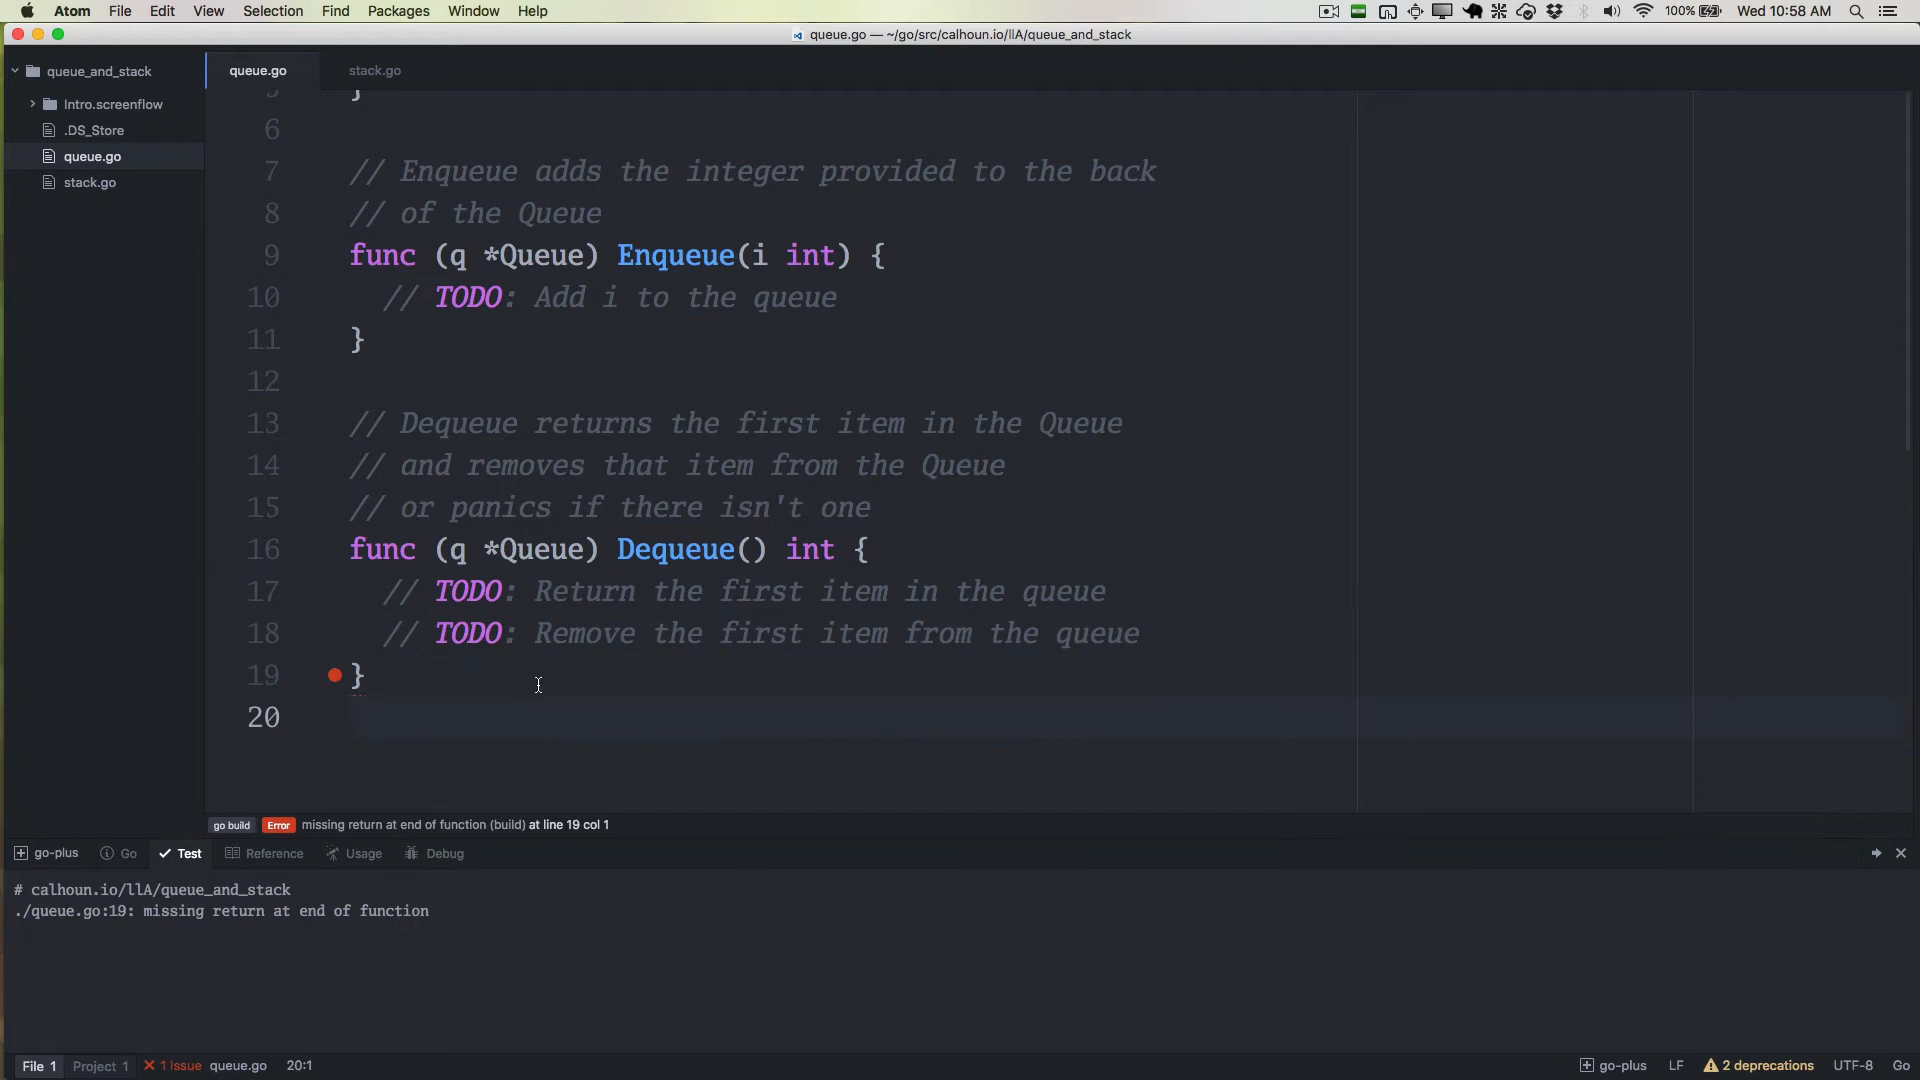 Atom File Edit View Selection Find Packages Window Help
100% Wed 10:58 AM
queue.go — ~/go/src/calhoun.io/llA/queue_and_stack
queue_and_stack
Intro.screenflow
.DS_Store
queue.go
stack.go
queue.go stack.go
5 }
6
7 // Enqueue adds the integer provided to the back
8 // of the Queue
9 func (q *Queue) Enqueue(i int) {
10 // TODO: Add i to the queue
11 }
12
13 // Dequeue returns the first item in the Queue
14 // and removes that item from the Queue
15 // or panics if there isn't one
16 func (q *Queue) Dequeue() int {
17 // TODO: Return the first item in the queue
18 // TODO: Remove the first item from the queue
19 }
20
go build Error missing return at end of function (build) at line 19 col 1
go-plus Go Test Reference Usage Debug
# calhoun.io/llA/queue_and_stack
./queue.go:19: missing return at end of function
File 1 Project 1 1 Issue queue.go 20:1
go-plus LF 2 deprecations UTF-8 Go